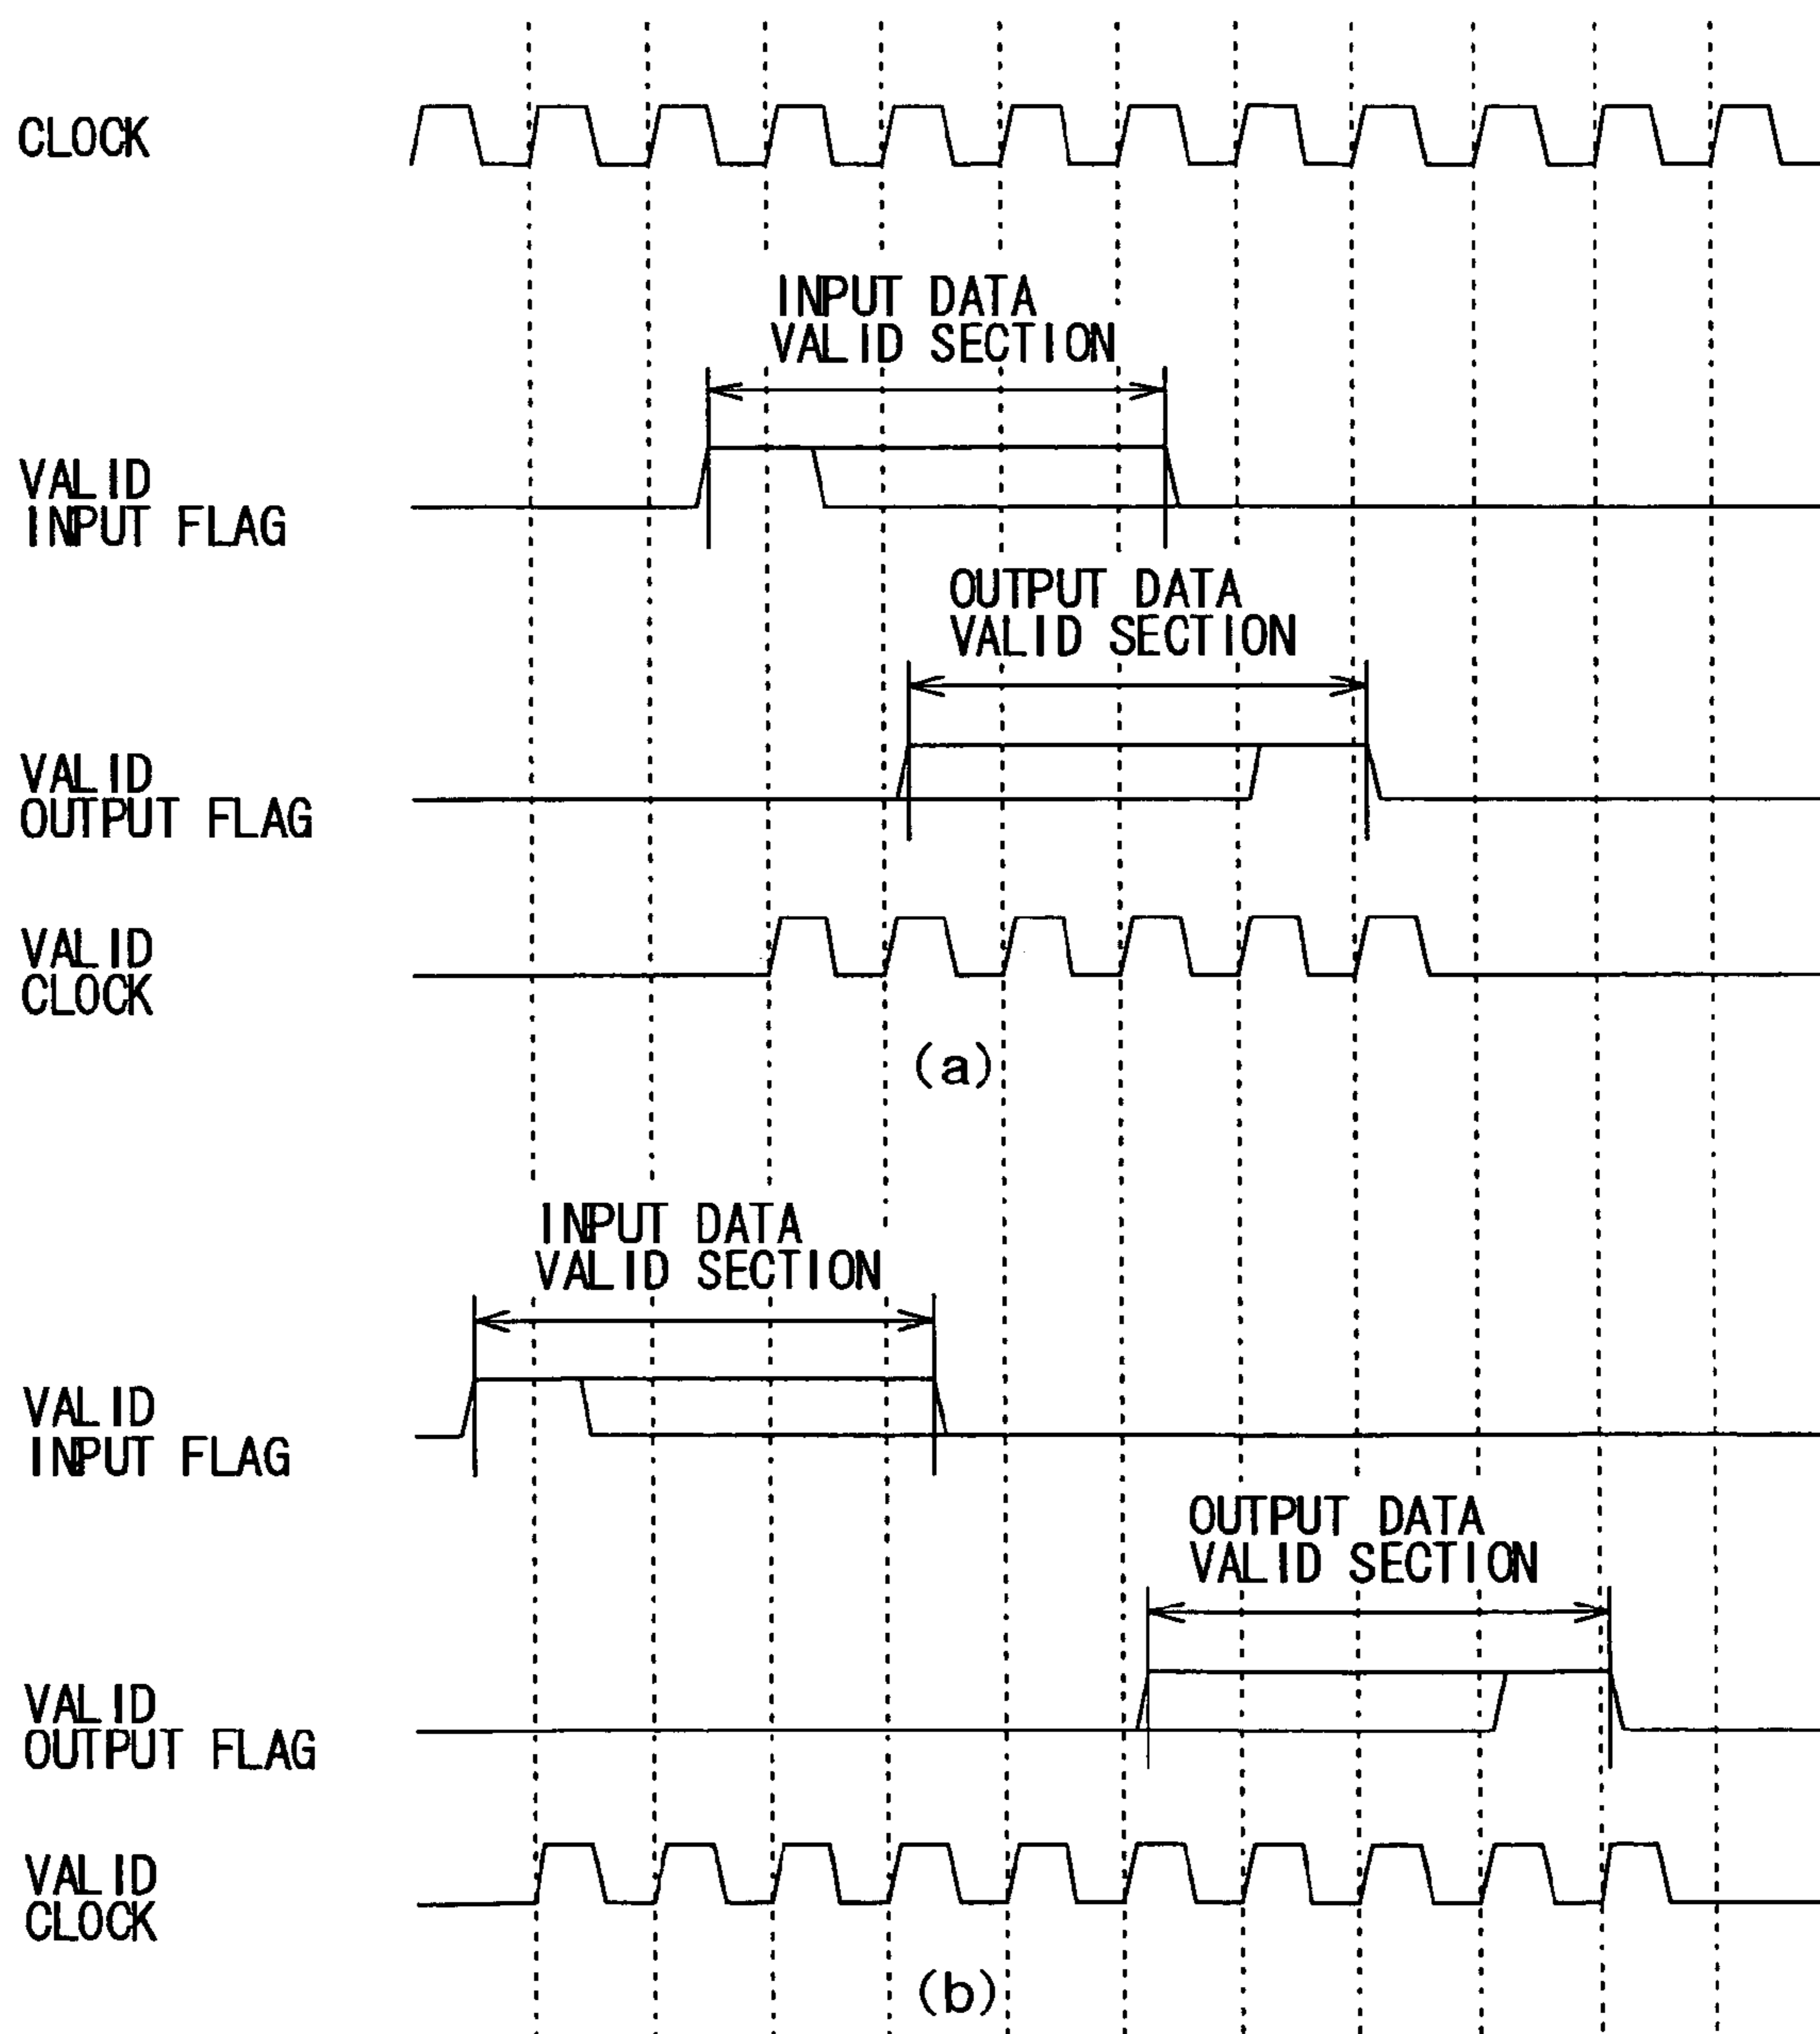 CLOCK
INPUT DATA
VALID SECTION
VALID
INPUT FLAG
OUTPUT DATA
VALID SECTION
VALID
OUTPUT FLAG
VALID
CLOCK
(a)
INPUT DATA
VALID SECTION
VALID
INPUT FLAG
OUTPUT DATA
VALID SECTION
VALID
OUTPUT FLAG
VALID
CLOCK
(b)